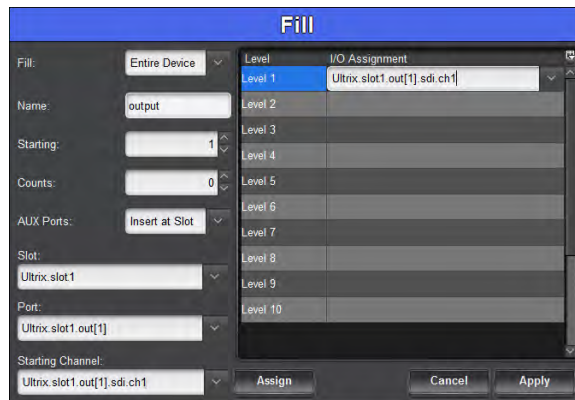 Fill
Fill: Entire Device
Name: output
Starting: 1
Counts: 0
AUX Ports: Insert at Slot
Slot:
Ultrix.slot1
Port:
Ultrix.slot1.out[1]
Starting Channel:
Ultrix.slot1.out[1].sdi.ch1
Level I/O Assignment
Level 1 Ultrix.slot1.out[1].sdi.ch1
Level 2
Level 3
Level 4
Level 5
Level 6
Level 7
Level 8
Level 9
Level 10
Assign Cancel Apply